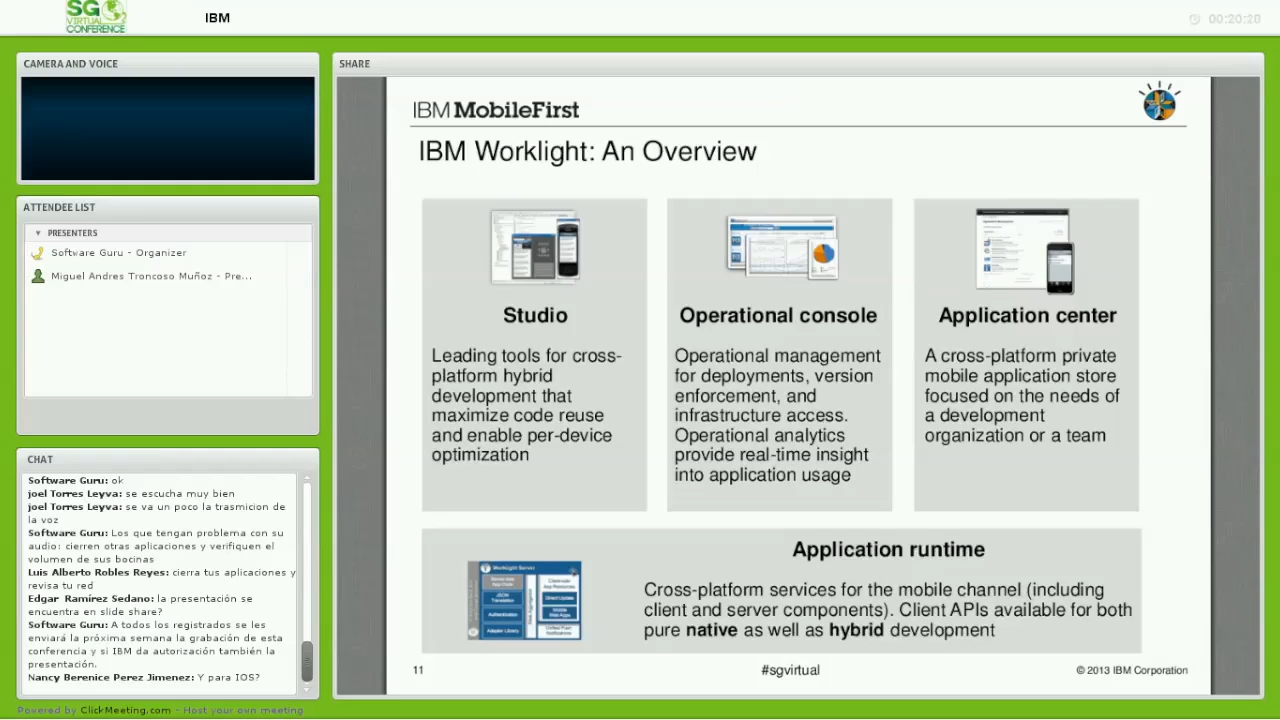 SG
VIRTUAL
CONFERENCE
IBM
00:20:20
CAMERA AND VOICE
ATTENDEE LIST
PRESENTERS
Software Guru - Organizer
Miguel Andres Troncoso Muñoz - Pre...
CHAT
Software Guru: ok
joel Torres Leyva: se escucha muy bien
joel Torres Leyva: se va un poco la trasmicion de
la voz
Software Guru: Los que tengan problema con su
audio: cierren otras aplicaciones y verifiquen el
volumen de sus bocinas
Luis Alberto Robles Reyes: cierra tus aplicaciones y
revisa tu red
Edgar Ramírez Sedano: la presentación se
encuentra en slide share?
Software Guru: A todos los registrados se les
enviará la próxima semana la grabación de esta
conferencia y si IBM da autorización también la
presentación.
Nancy Berenice Perez Jimenez: Y para IOS?
SHARE
IBM MobileFirst
IBM Worklight: An Overview
Studio
Leading tools for cross-
platform hybrid
development that
maximize code reuse
and enable per-device
optimization
Operational console
Operational management
for deployments, version
enforcement, and
infrastructure access.
Operational analytics
provide real-time insight
into application usage
Application center
A cross-platform private
mobile application store
focused on the needs of
a development
organization or a team
Application runtime
Cross-platform services for the mobile channel (including
client and server components). Client APIs available for both
pure native as well as hybrid development
Worklight Server
JSON
Translation
Authentication
Adapter Library
Direct Update
11
#sgvirtual
© 2013 IBM Corporation
Powered by ClickMeeting.com - Host your own meeting